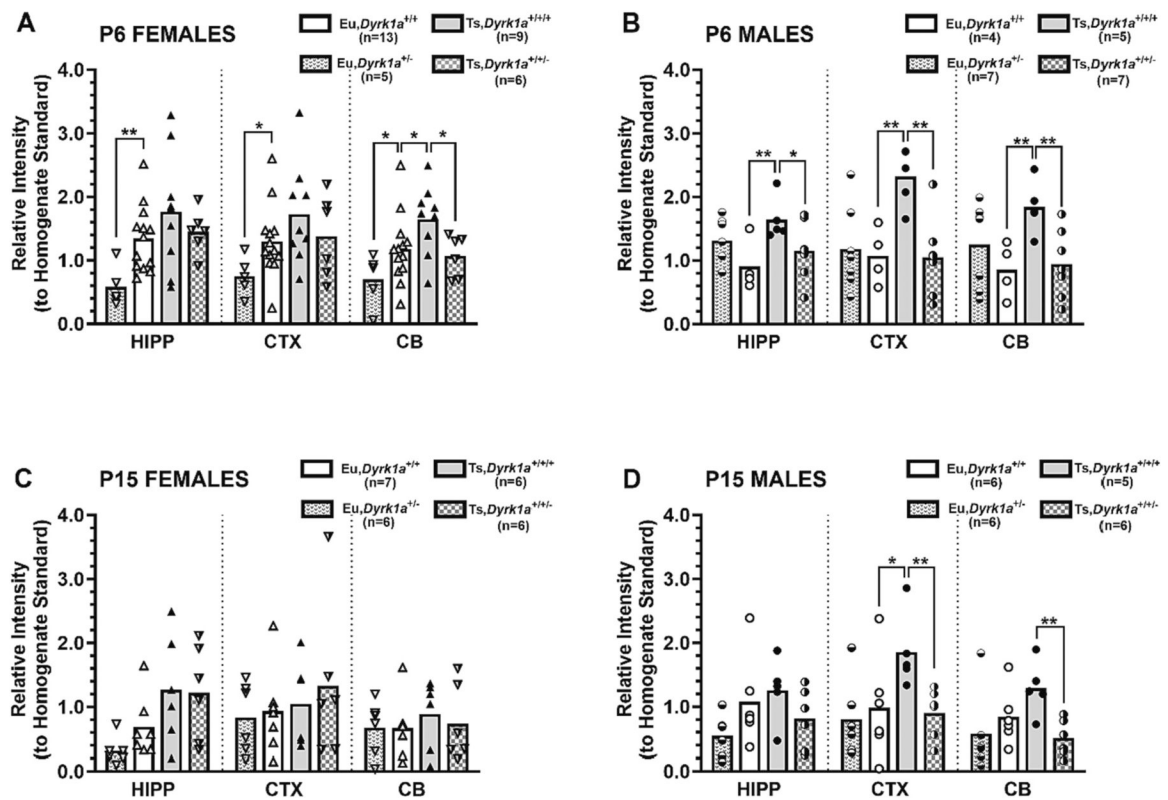 A
P6 FEMALES
Eu,Dyrk1a+/+
(n=13)
Ts,Dyrk1a+/+/+
(n=9)
Eu,Dyrk1a+/-
(n=5)
Ts,Dyrk1a+/+/-
(n=6)
Relative Intensity
(to Homogenate Standard)
4.0
3.0
2.0
1.0
0.0
**
*
*
*
*
HIPP
CTX
CB
B
P6 MALES
Eu,Dyrk1a+/+
(n=4)
Ts,Dyrk1a+/+/+
(n=5)
Eu,Dyrk1a+/-
(n=7)
Ts,Dyrk1a+/+/-
(n=7)
Relative Intensity
(to Homogenate Standard)
4.0
3.0
2.0
1.0
0.0
**
*
**
**
**
**
HIPP
CTX
CB
C
P15 FEMALES
Eu,Dyrk1a+/+
(n=7)
Ts,Dyrk1a+/+/+
(n=6)
Eu,Dyrk1a+/-
(n=6)
Ts,Dyrk1a+/+/-
(n=6)
Relative Intensity
(to Homogenate Standard)
4.0
3.0
2.0
1.0
0.0
HIPP
CTX
CB
D
P15 MALES
Eu,Dyrk1a+/+
(n=6)
Ts,Dyrk1a+/+/+
(n=5)
Eu,Dyrk1a+/-
(n=6)
Ts,Dyrk1a+/+/-
(n=6)
Relative Intensity
(to Homogenate Standard)
4.0
3.0
2.0
1.0
0.0
*
**
**
HIPP
CTX
CB